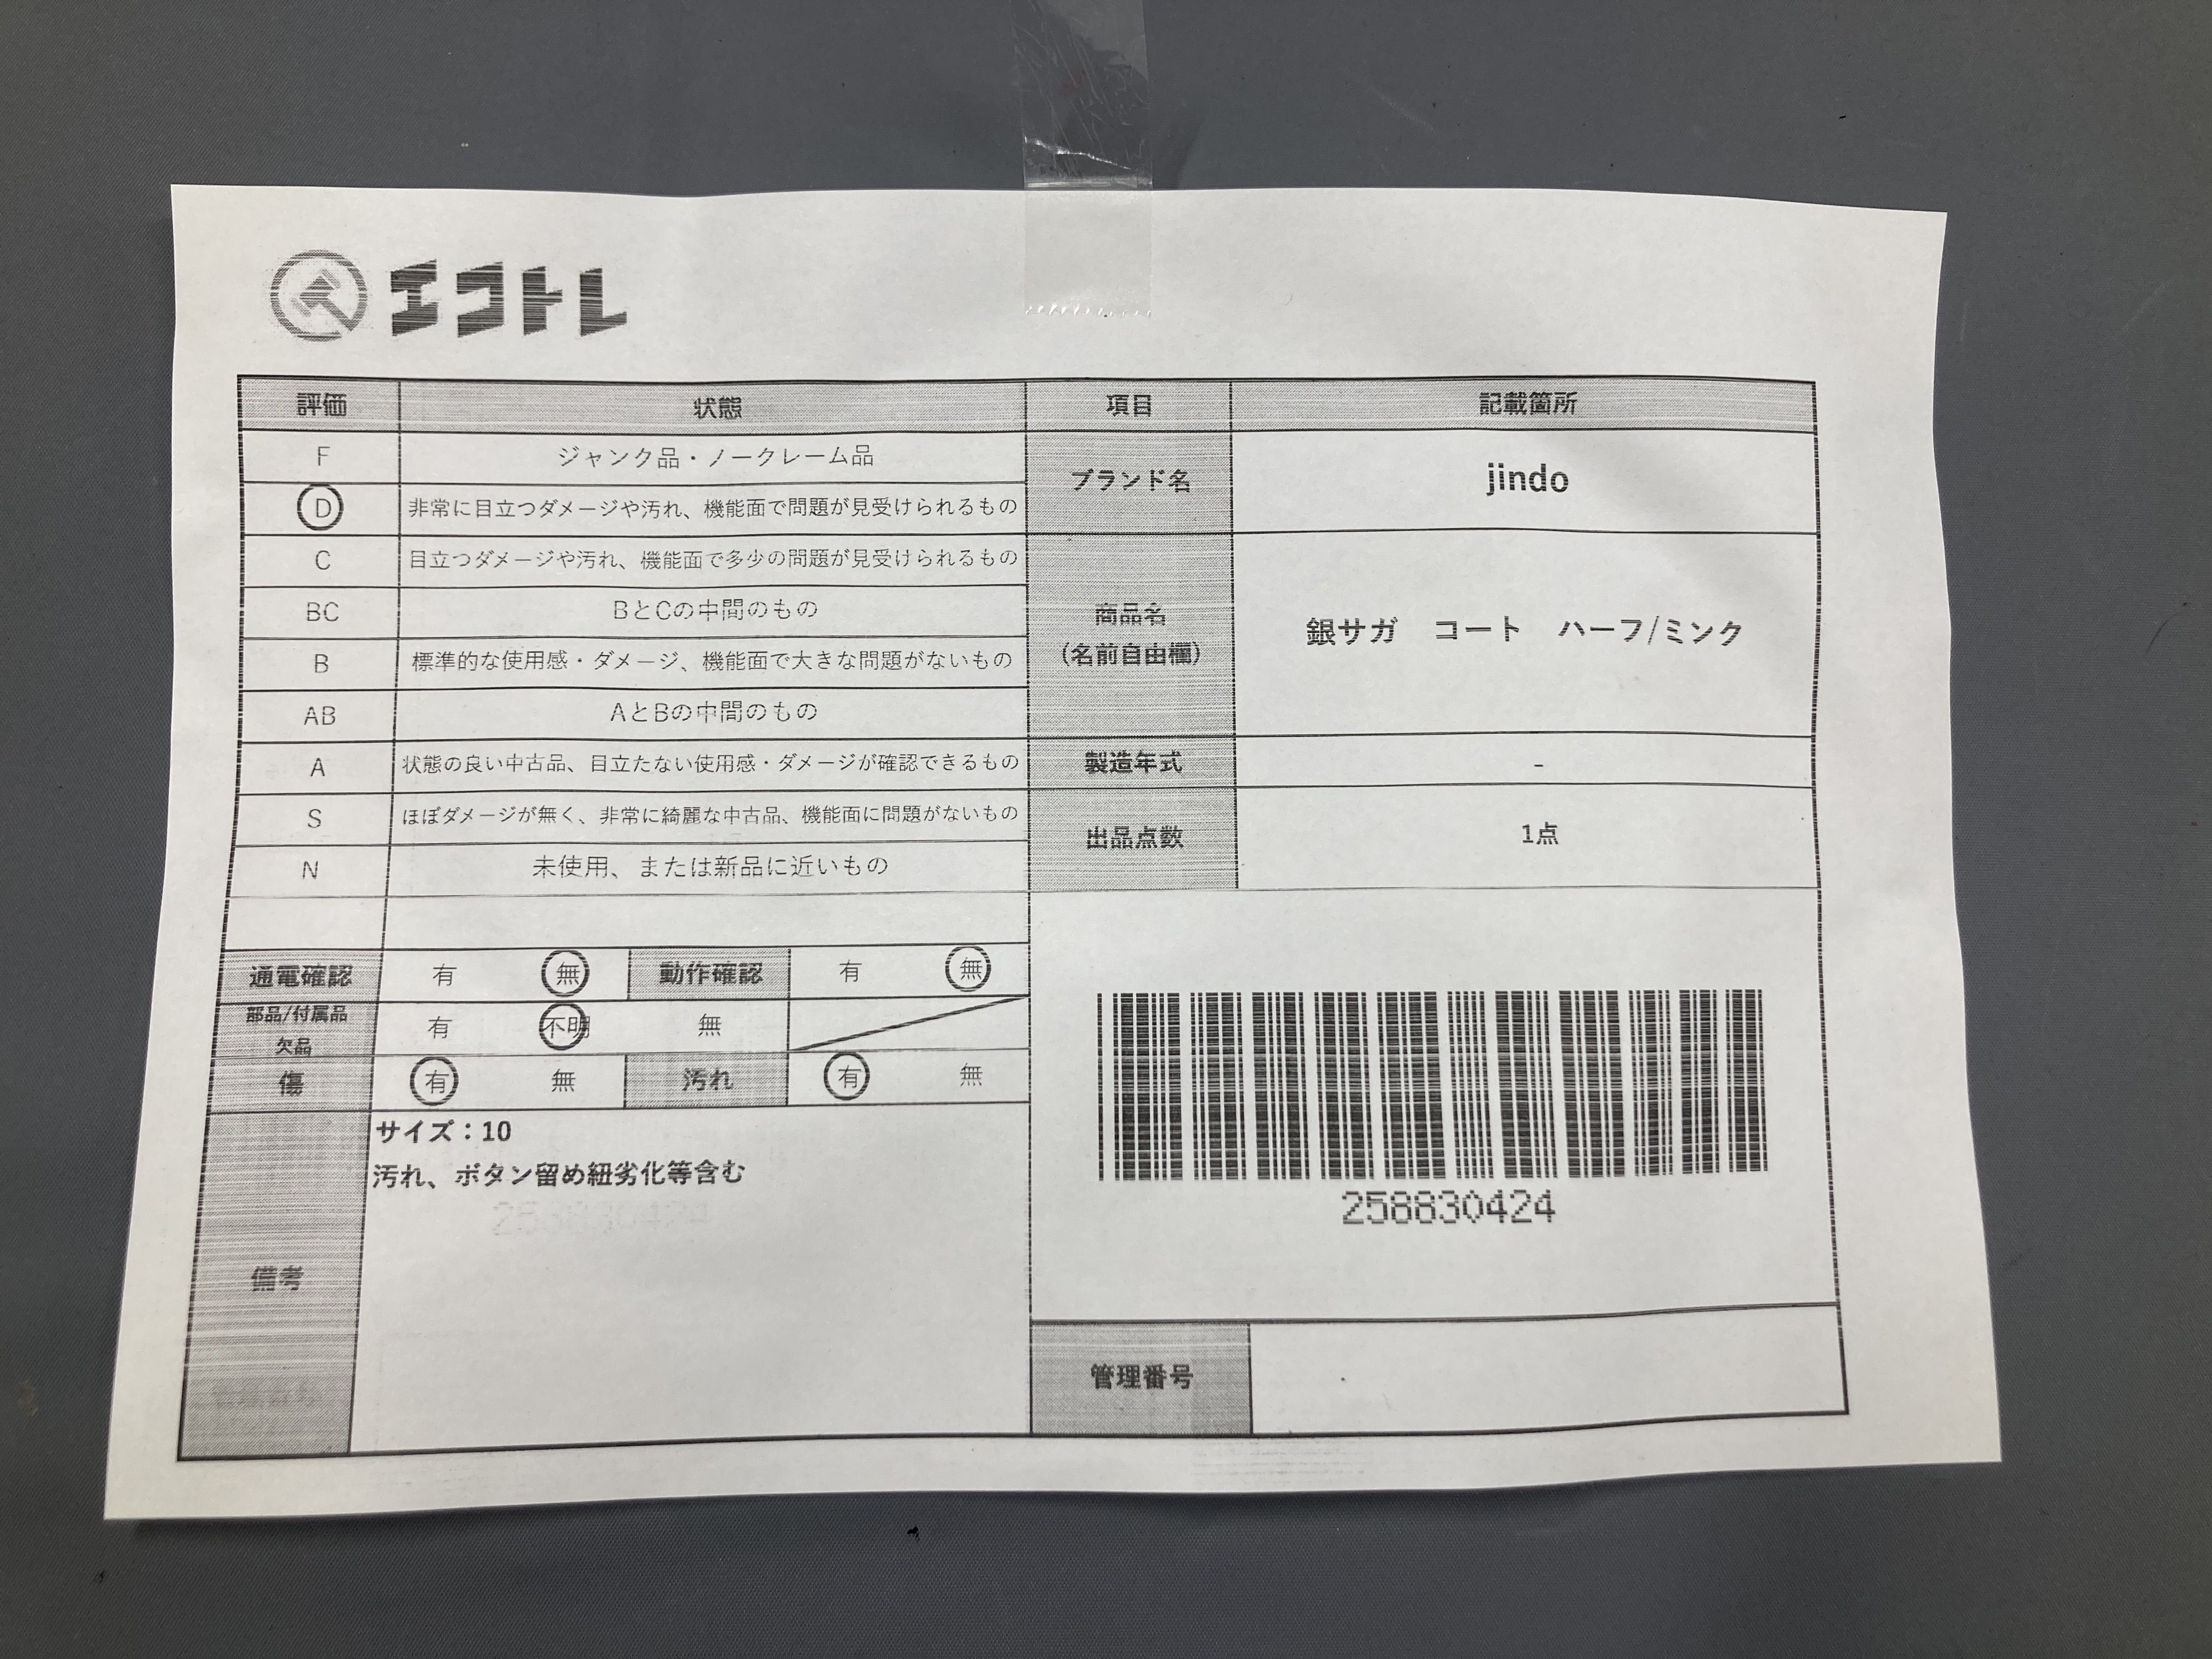 エコトレ
評価 状態 項目 記載箇所
F ジャンク品・ノークレーム品
D 非常に目立つダメージや汚れ、機能面で問題が見受けられるもの
ブランド名 jindo
C 目立つダメージや汚れ、機能面で多少の問題が見受けられるもの
BC BとCの中間のもの
B 標準的な使用感・ダメージ、機能面で大きな問題がないもの
商品名
(名前自由欄)
銀サガ コート ハーフ/ミンク
AB AとBの中間のもの
A 状態の良い中古品、目立たない使用感・ダメージが確認できるもの
製造年式 -
S ほぼダメージが無く、非常に綺麗な中古品、機能面に問題がないもの
出品点数 1点
N 未使用、または新品に近いもの
通電確認 有 無 動作確認 有 無
部品/付属品
欠品
有 不明 無
傷 有 無 汚れ 有 無
備考
サイズ：10
汚れ、ボタン留め紐劣化等含む
258830424
管理番号